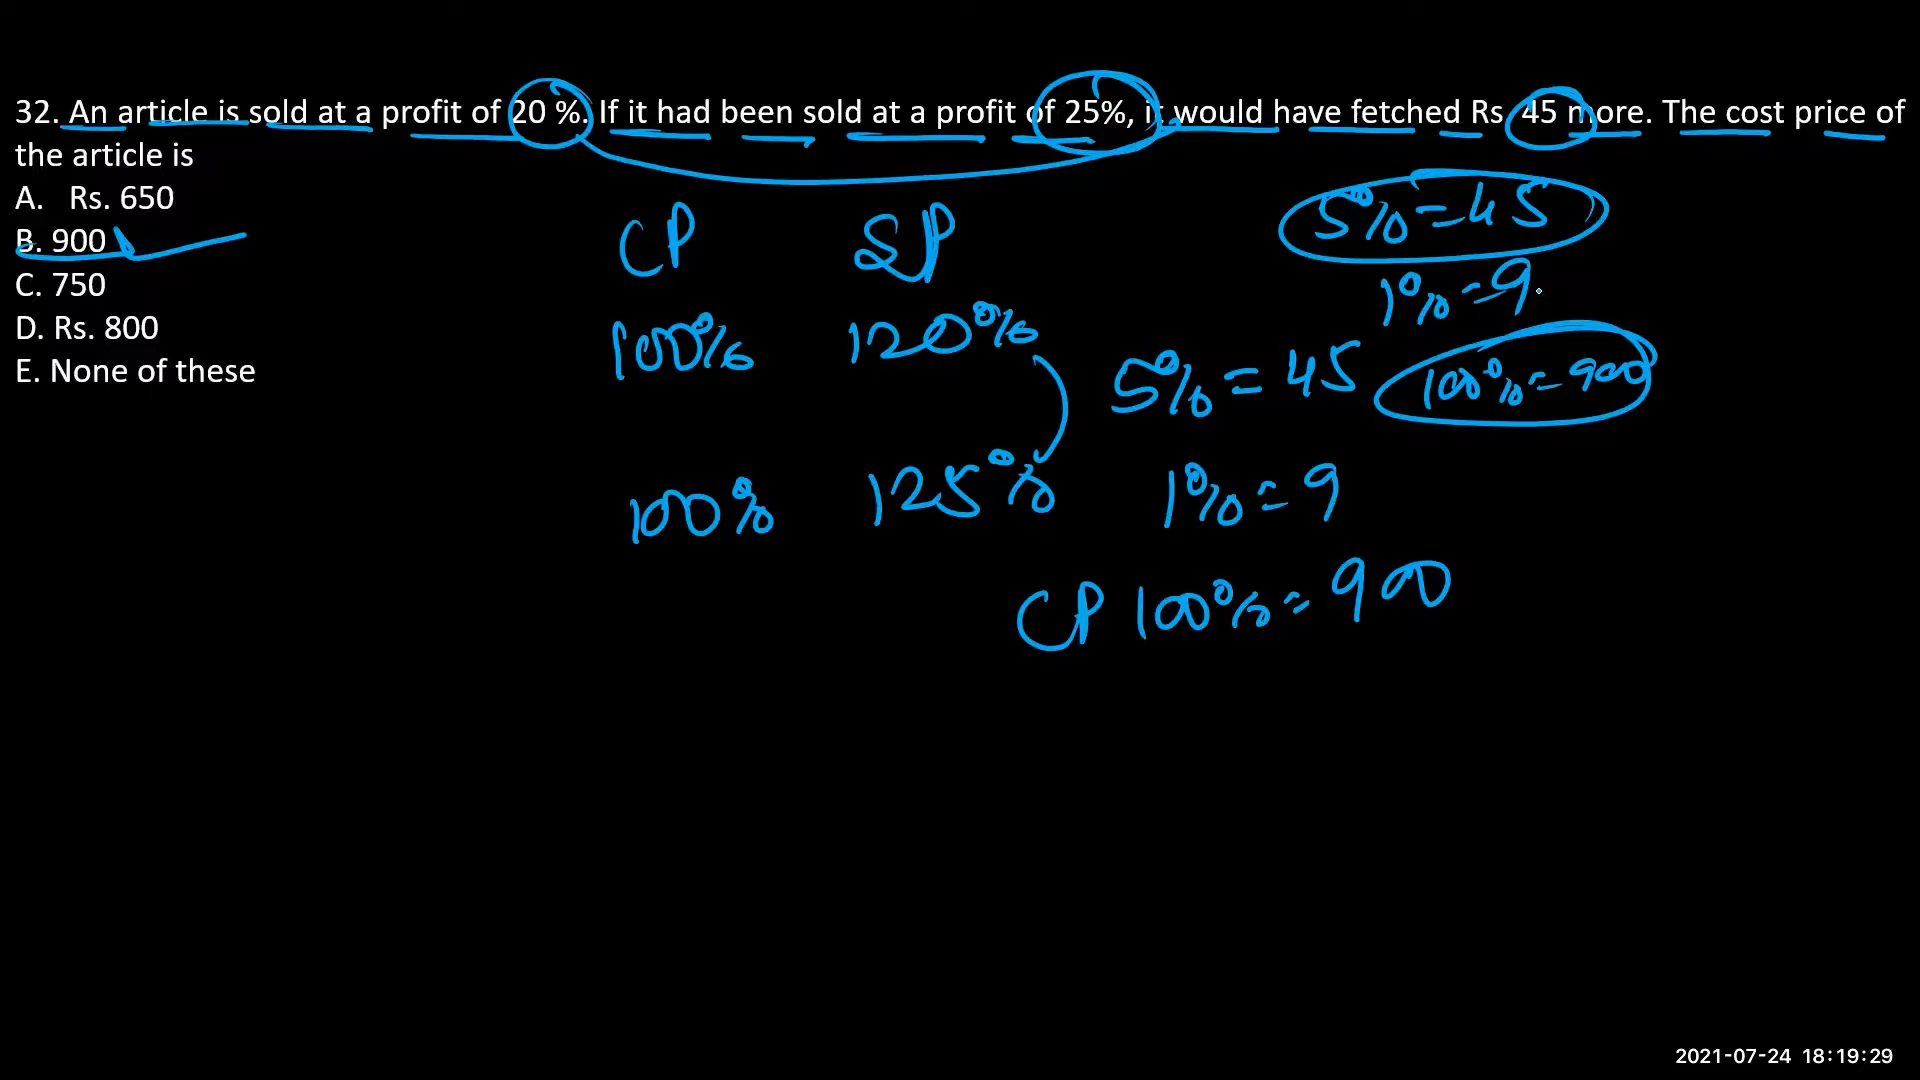 32. An article is sold at a profit of 20 %. If it had been sold at a profit of 25%, it would have fetched Rs 45 more. The cost price of
the article is
A. Rs. 650
B. 900
C. 750
D. Rs. 800
E. None of these
CP SP
5% = 45
1% = 9
100% 120%
5% = 45
100% = 900
100% 125%
1% = 9
CP 100% = 900
2021-07-24 18:19:29